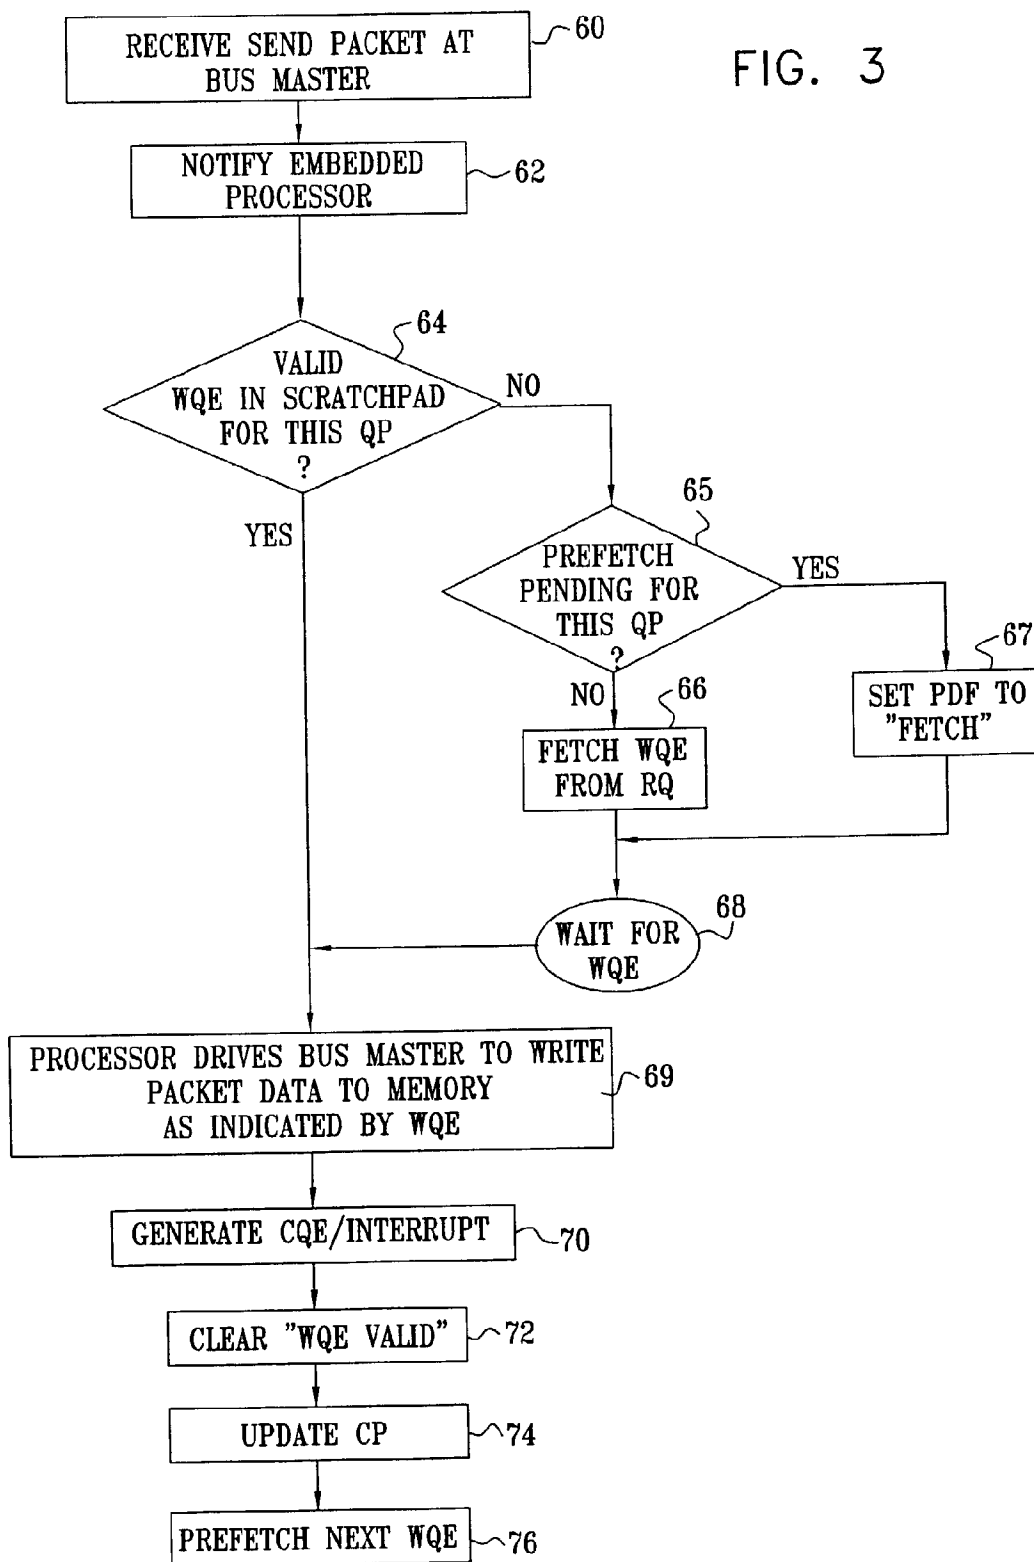 RECEIVE SEND PACKET AT
BUS MASTER
60
FIG. 3
NOTIFY EMBEDDED
PROCESSOR
62
64
VALID
WQE IN SCRATCHPAD
FOR THIS QP
?
NO
YES
65
PREFETCH
PENDING FOR
THIS QP
?
YES
NO
67
SET PDF TO
"FETCH"
66
FETCH WQE
FROM RQ
68
WAIT FOR
WQE
PROCESSOR DRIVES BUS MASTER TO WRITE
PACKET DATA TO MEMORY
AS INDICATED BY WQE
69
GENERATE CQE/INTERRUPT
70
CLEAR "WQE VALID"
72
UPDATE CP
74
PREFETCH NEXT WQE
76